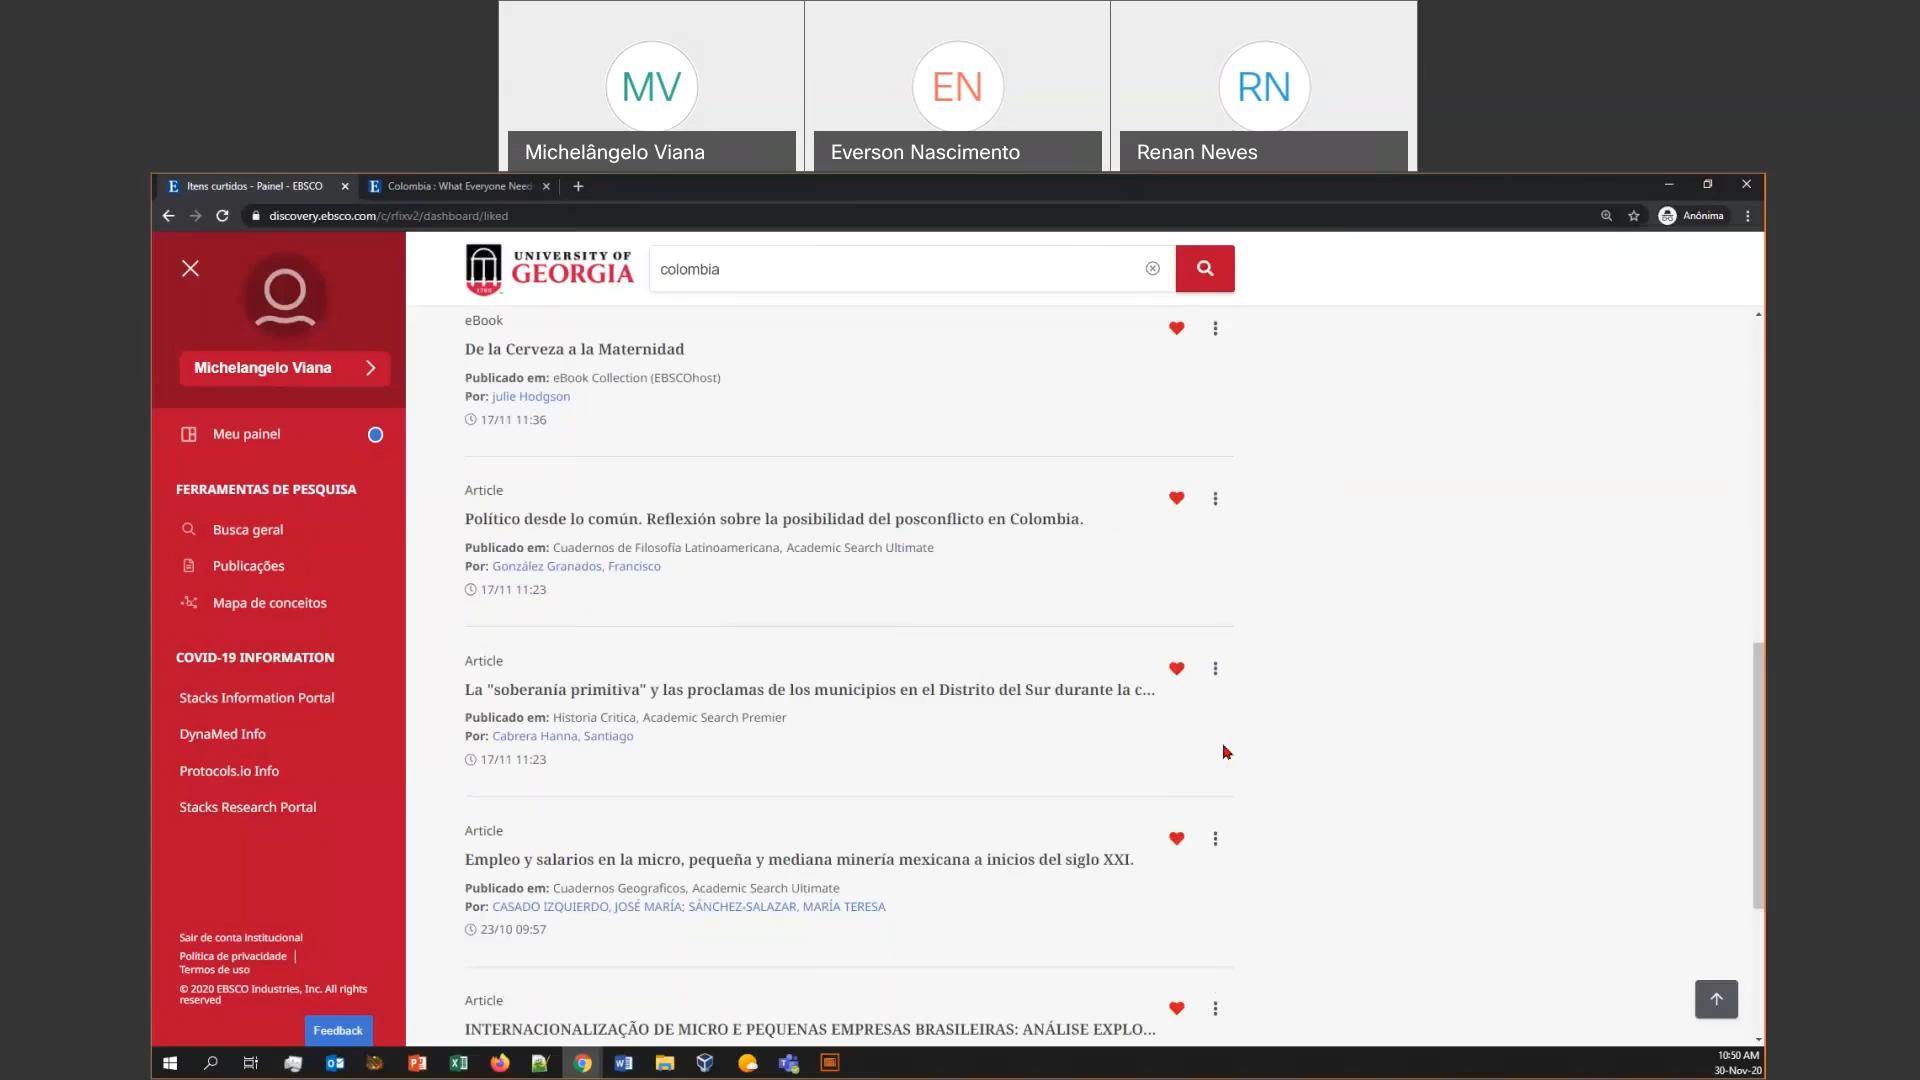 MV
EN
RN
Michelângelo Viana
Everson Nascimento
Renan Neves
Itens curtidos - Painel - EBSCO
Colombia : What Everyone Need
discovery.ebsco.com/c/rfixv2/dashboard/liked
Anônima
UNIVERSITY OF
GEORGIA
1785
colombia
Michelangelo Viana
Meu painel
FERRAMENTAS DE PESQUISA
Busca geral
Publicações
Mapa de conceitos
COVID-19 INFORMATION
Stacks Information Portal
DynaMed Info
Protocols.io Info
Stacks Research Portal
Sair de conta institucional
Política de privacidade |
Termos de uso
© 2020 EBSCO Industries, Inc. All rights
reserved
Feedback
eBook
De la Cerveza a la Maternidad
Publicado em: eBook Collection (EBSCOhost)
Por: julie Hodgson
17/11 11:36
Article
Político desde lo común. Reflexión sobre la posibilidad del posconflicto en Colombia.
Publicado em: Cuadernos de Filosofía Latinoamericana, Academic Search Ultimate
Por: González Granados, Francisco
17/11 11:23
Article
La "soberanía primitiva" y las proclamas de los municipios en el Distrito del Sur durante la c...
Publicado em: Historia Critica, Academic Search Premier
Por: Cabrera Hanna, Santiago
17/11 11:23
Article
Empleo y salarios en la micro, pequeña y mediana minería mexicana a inicios del siglo XXI.
Publicado em: Cuadernos Geograficos, Academic Search Ultimate
Por: CASADO IZQUIERDO, JOSÉ MARÍA; SÁNCHEZ-SALAZAR, MARÍA TERESA
23/10 09:57
Article
INTERNACIONALIZAÇÃO DE MICRO E PEQUENAS EMPRESAS BRASILEIRAS: ANÁLISE EXPLO...
10:50 AM
30-Nov-20